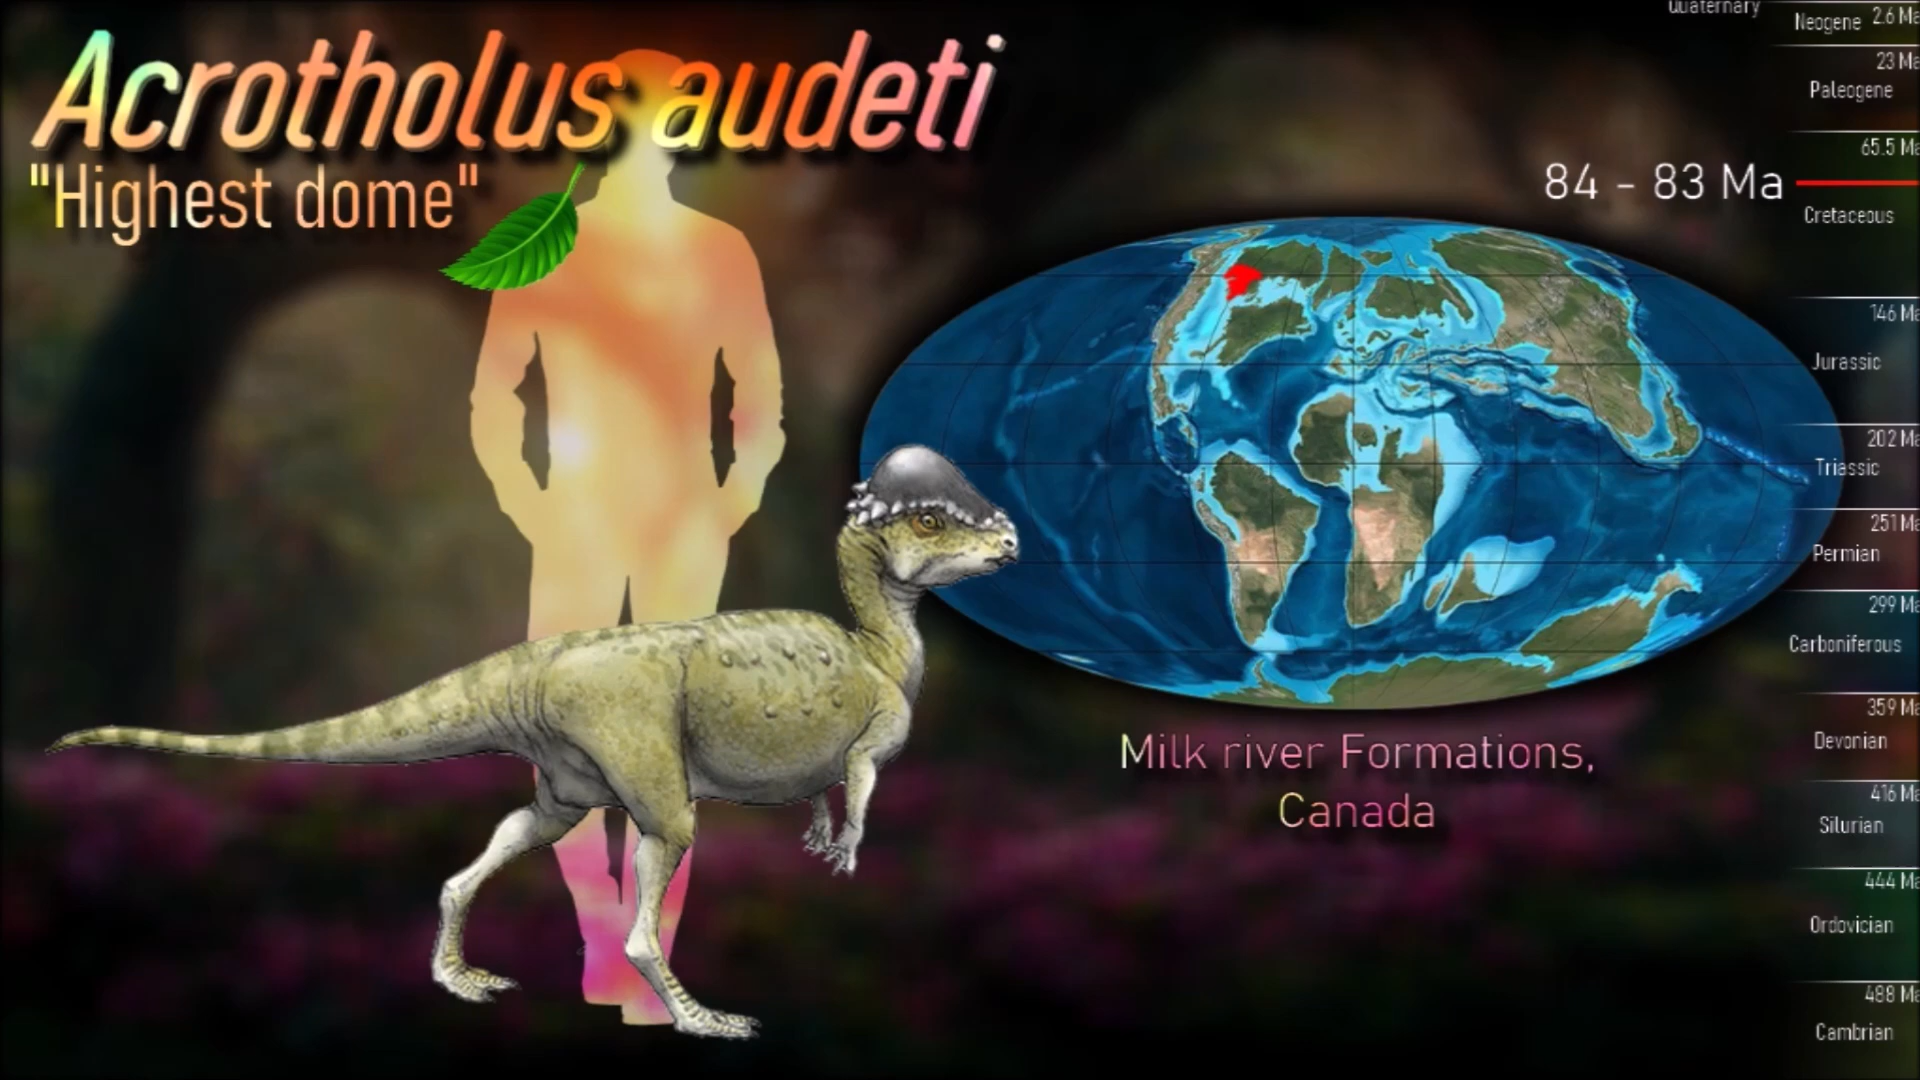 Acrotholus audeti
"Highest dome"
84 - 83 Ma
Milk river Formations,
Canada
Quaternary
2.6 Ma
Neogene
23 Ma
Paleogene
65.5 Ma
Cretaceous
146 Ma
Jurassic
202 Ma
Triassic
251 Ma
Permian
299 Ma
Carboniferous
359 Ma
Devonian
416 Ma
Silurian
444 Ma
Ordovician
488 Ma
Cambrian